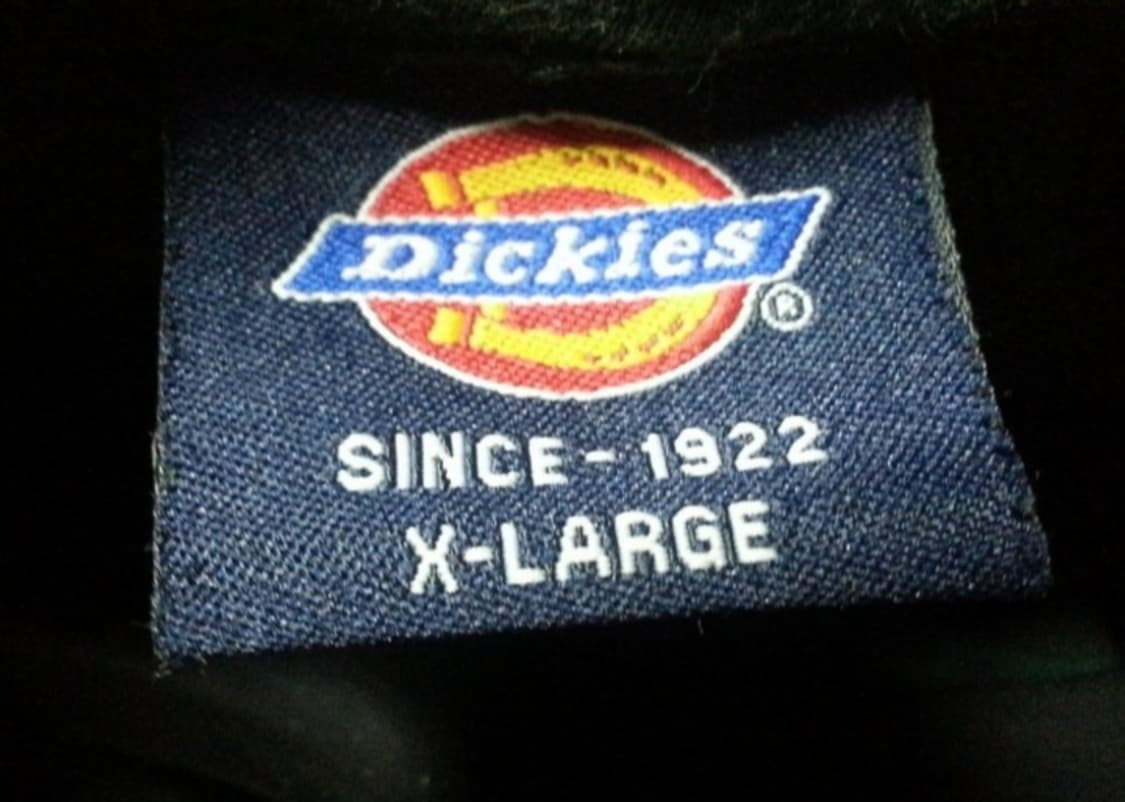 Dickies
®
SINCE - 1922
X-LARGE